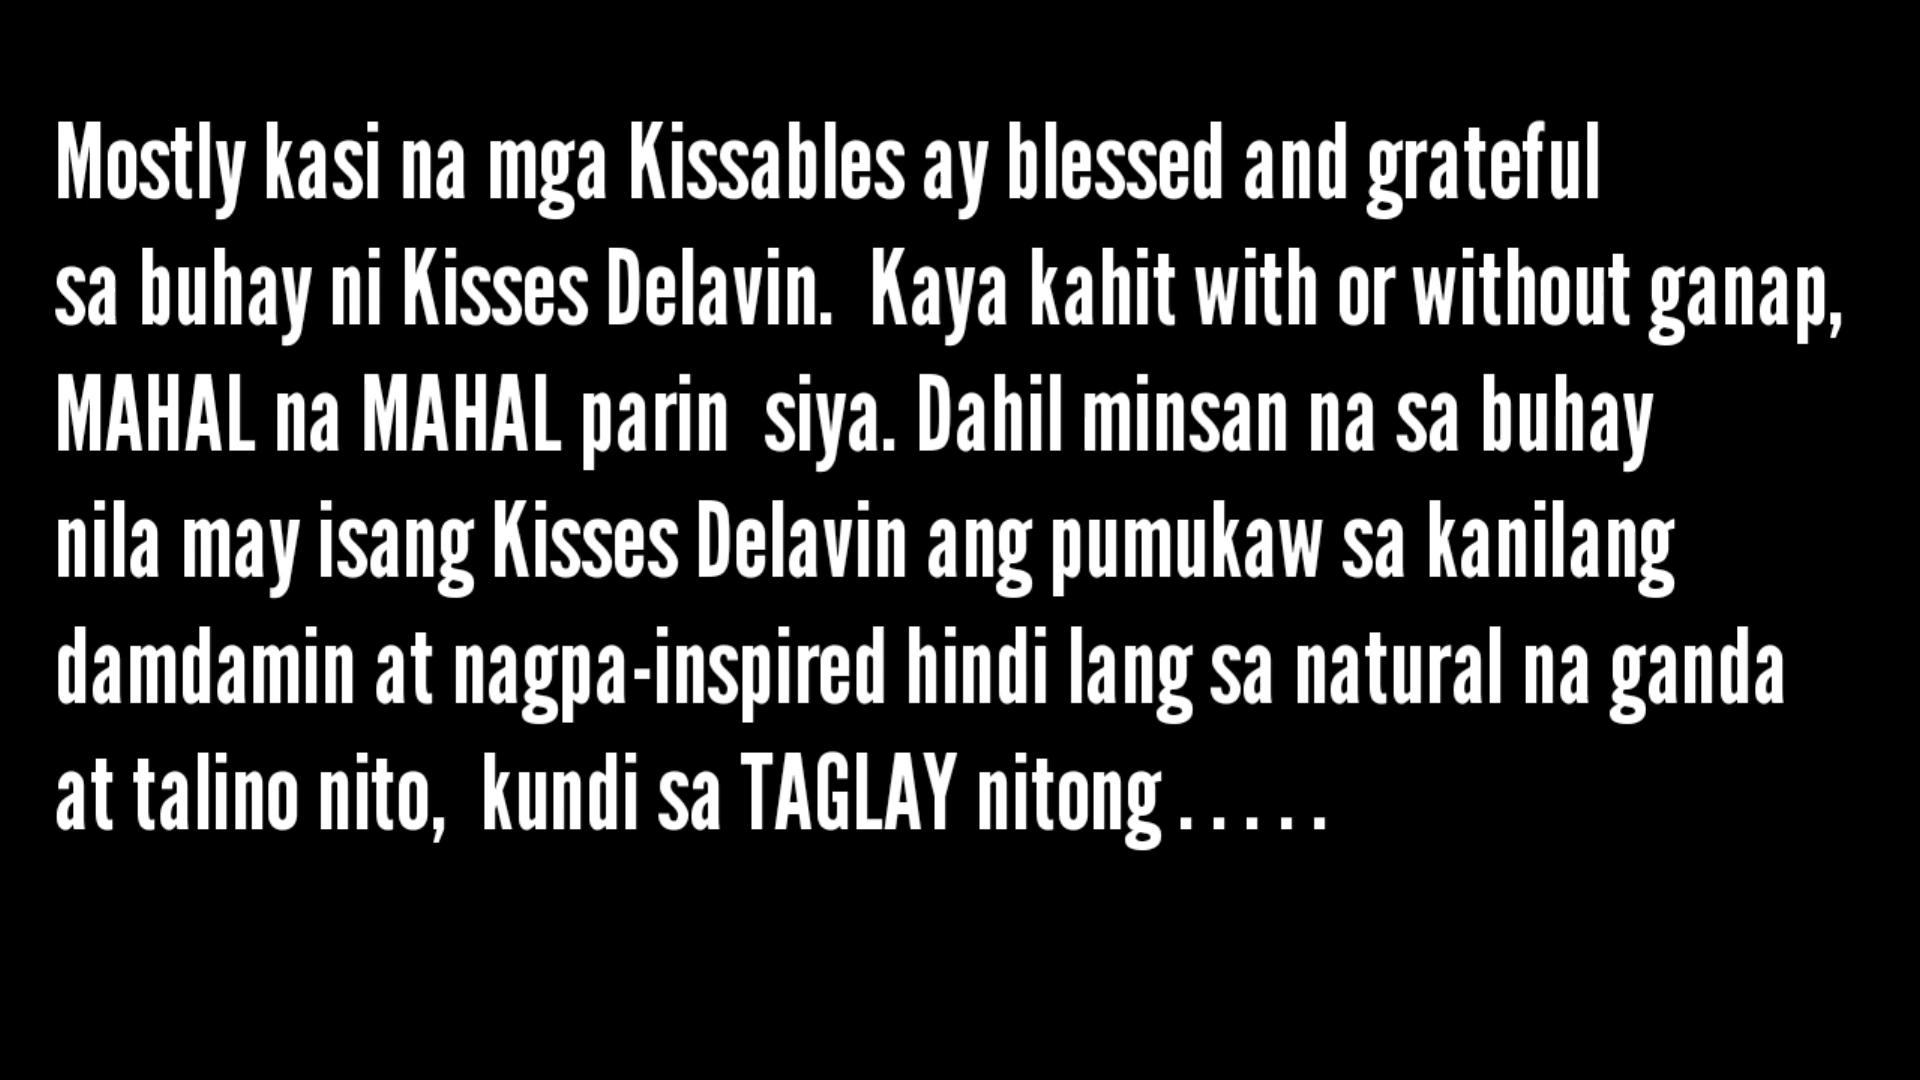 Mostly kasi na mga Kissables ay blessed and grateful
sa buhay ni Kisses Delavin.  Kaya kahit with or without ganap,
MAHAL na MAHAL parin  siya. Dahil minsan na sa buhay
nila may isang Kisses Delavin ang pumukaw sa kanilang
damdamin at nagpa-inspired hindi lang sa natural na ganda
at talino nito,  kundi sa TAGLAY nitong . . . . .